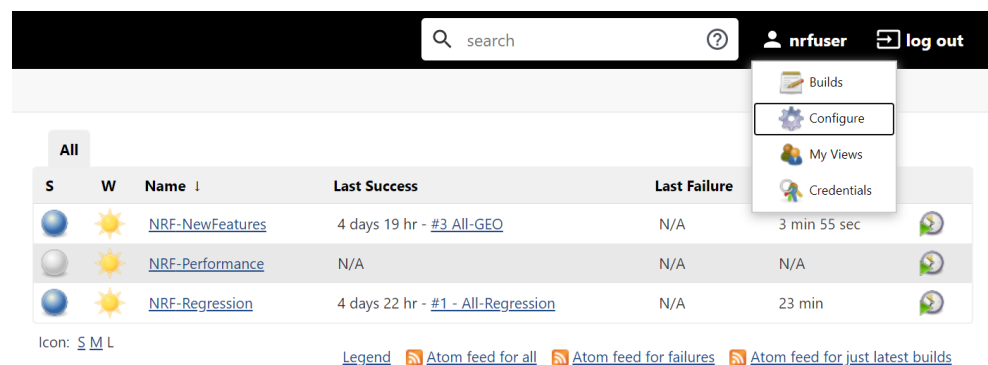 search nrfuser log out
Builds
Configure
My Views
Credentials
All
S W Name ↓ Last Success Last Failure
NRF-NewFeatures 4 days 19 hr - #3 All-GEO N/A 3 min 55 sec
NRF-Performance N/A N/A N/A
NRF-Regression 4 days 22 hr - #1 - All-Regression N/A 23 min
Icon: S M L
Legend Atom feed for all Atom feed for failures Atom feed for just latest builds